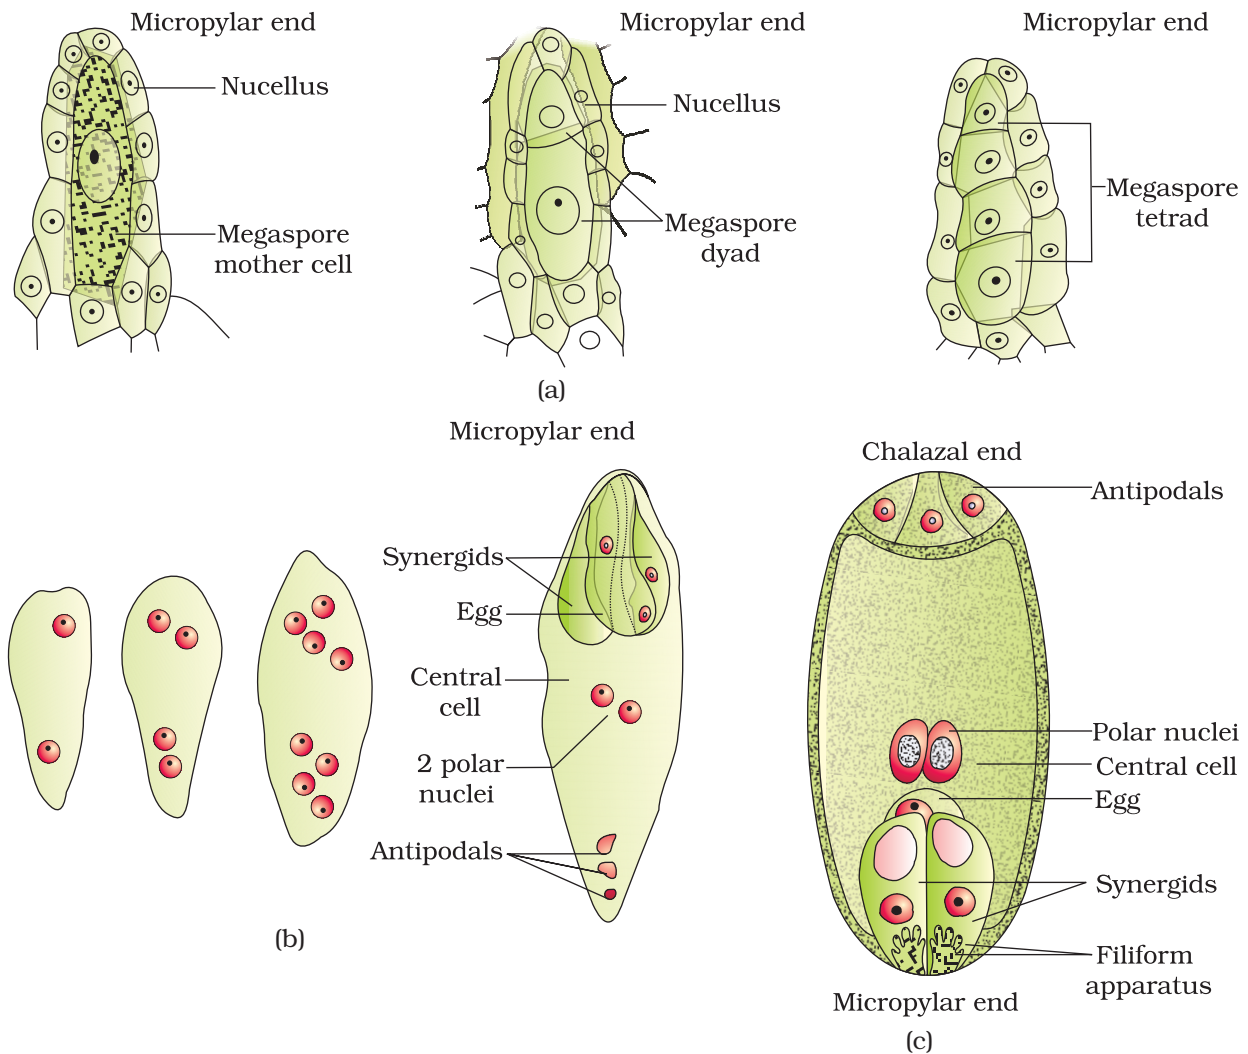 Micropylar end
Nucellus
Megaspore
mother cell
Micropylar end
Nucellus
Megaspore
dyad
Micropylar end
Megaspore
tetrad
(a)
Micropylar end
Synergids
Egg
Central
cell
2 polar
nuclei
Antipodals
(b)
Chalazal end
Antipodals
Polar nuclei
Central cell
Egg
Synergids
Filiform
apparatus
Micropylar end
(c)